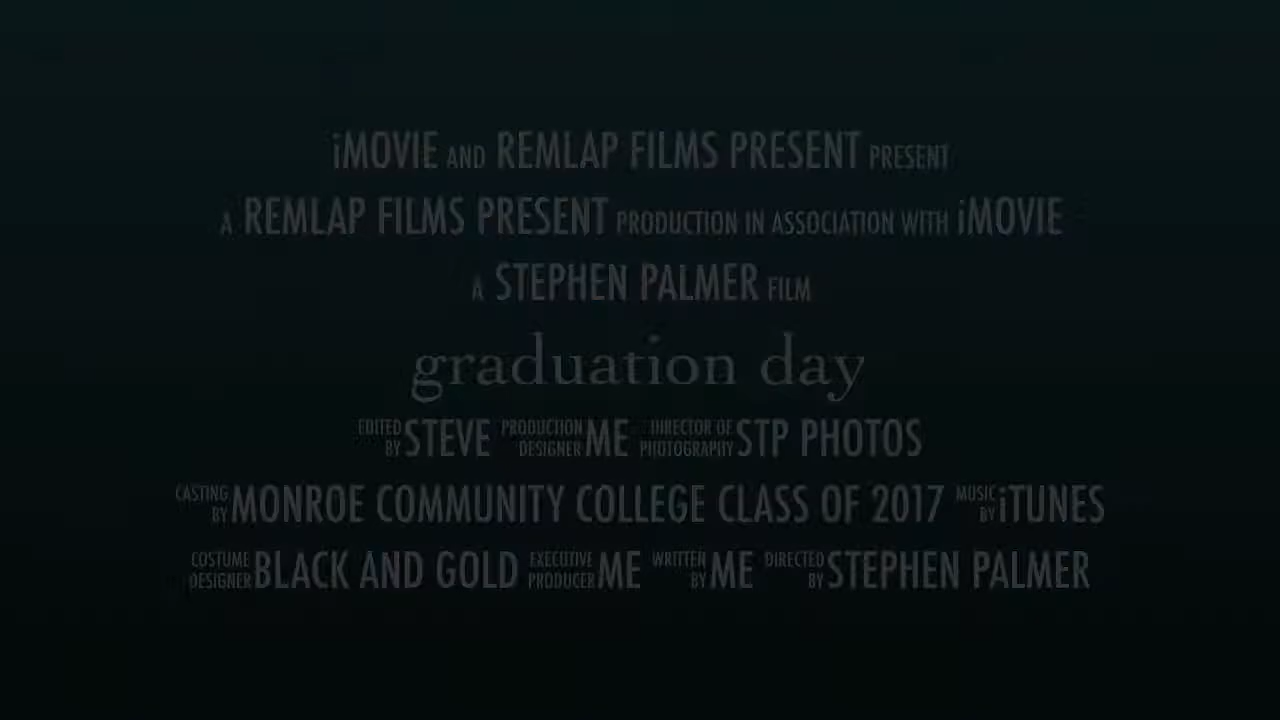 iMOVIE AND REMLAP FILMS PRESENT PRESENT
A REMLAP FILMS PRESENT PRODUCTION IN ASSOCIATION WITH iMOVIE
A STEPHEN PALMER FILM
graduation day
EDITED BY STEVE PRODUCTION DESIGNER ME DIRECTOR OF PHOTOGRAPHY STP PHOTOS
CASTING BY MONROE COMMUNITY COLLEGE CLASS OF 2017 MUSIC BY iTUNES
COSTUME DESIGNER BLACK AND GOLD EXECUTIVE PRODUCER ME WRITTEN BY ME DIRECTED BY STEPHEN PALMER